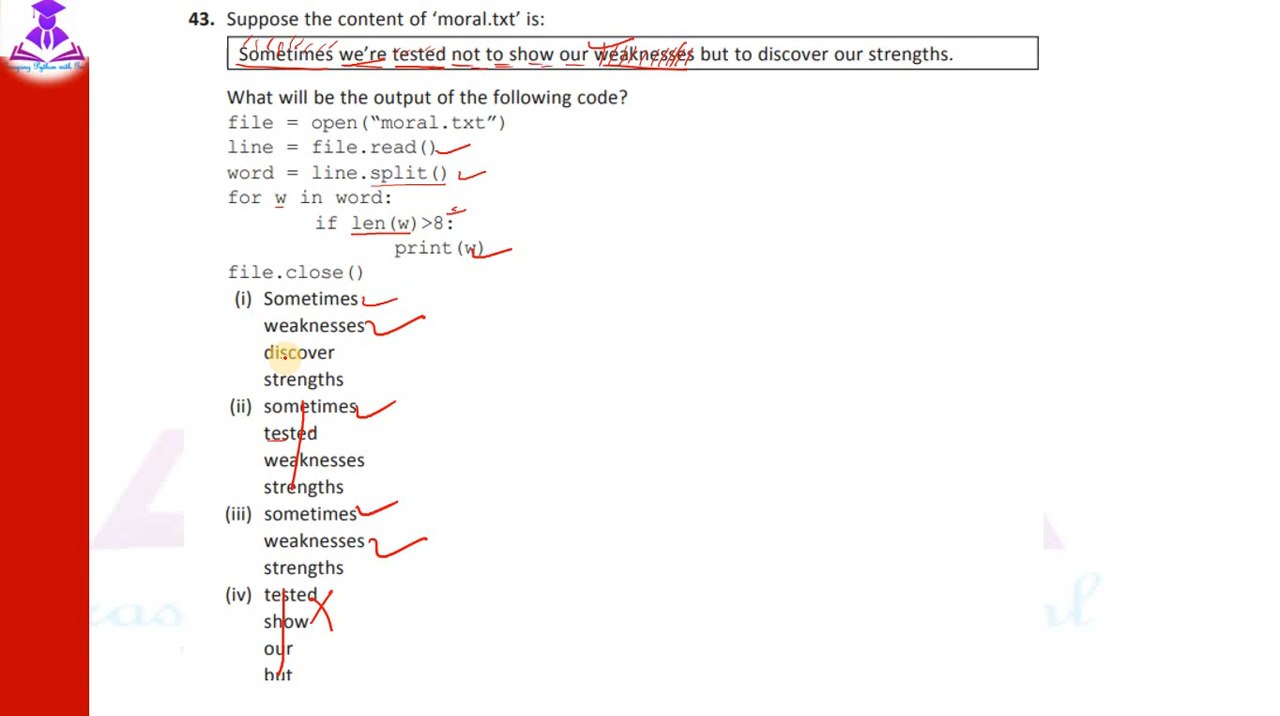 43. Suppose the content of ‘moral.txt’ is:
Sometimes we’re tested not to show our weaknesses but to discover our strengths.
What will be the output of the following code?
file = open(“moral.txt”)
line = file.read()
word = line.split()
for w in word:
if len(w)>8:
print(w)
file.close()
(i) Sometimes
weaknesses
discover
strengths
(ii) sometimes
tested
weaknesses
strengths
(iii) sometimes
weaknesses
strengths
(iv) tested
show
our
but